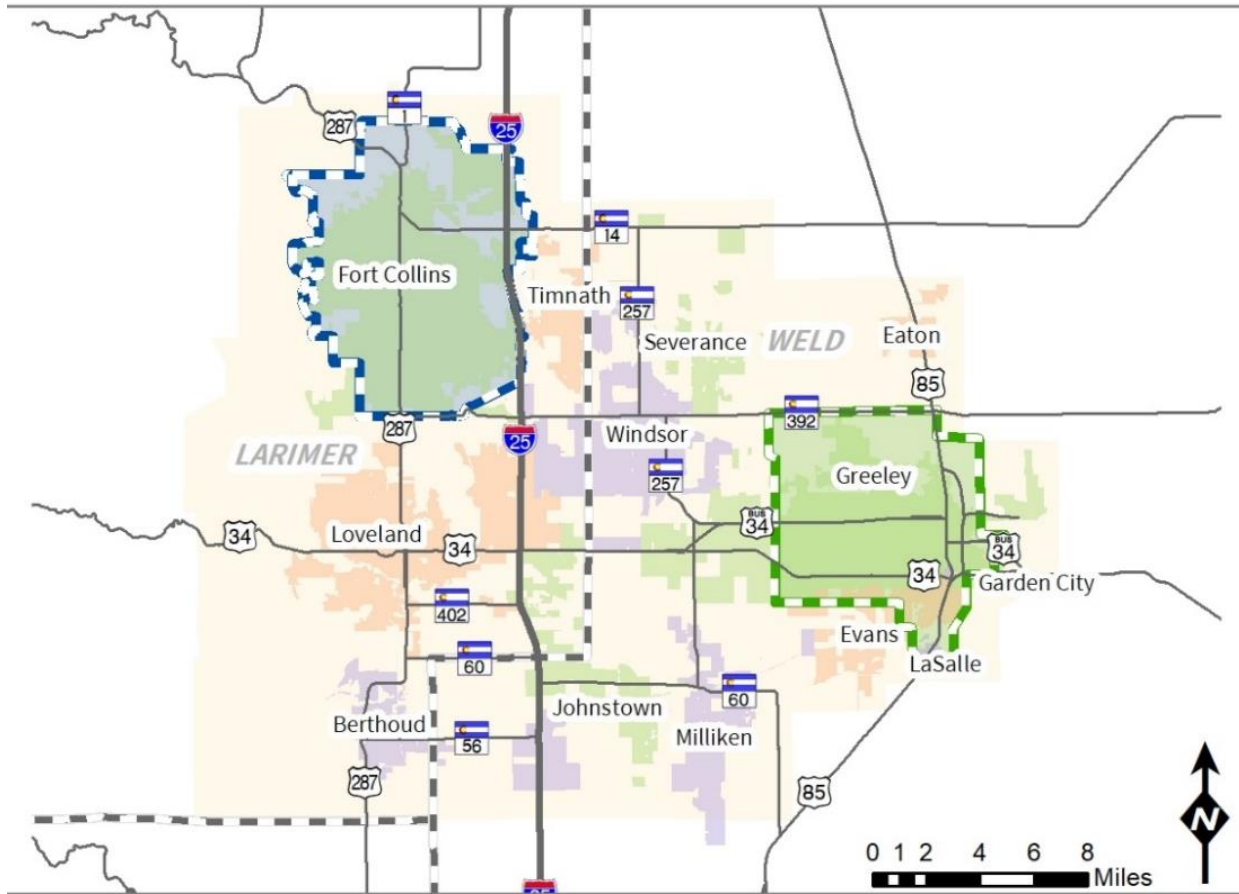 1
287
25
14
Fort Collins
Timnath
257
Severance
WELD
Eaton
85
287
392
25
LARIMER
Windsor
257
Greeley
BUS
34
34
Loveland
34
BUS
34
34
Garden City
402
Evans
60
LaSalle
60
Johnstown
Berthoud
56
Milliken
287
85
N
0 1 2 4 6 8
Miles